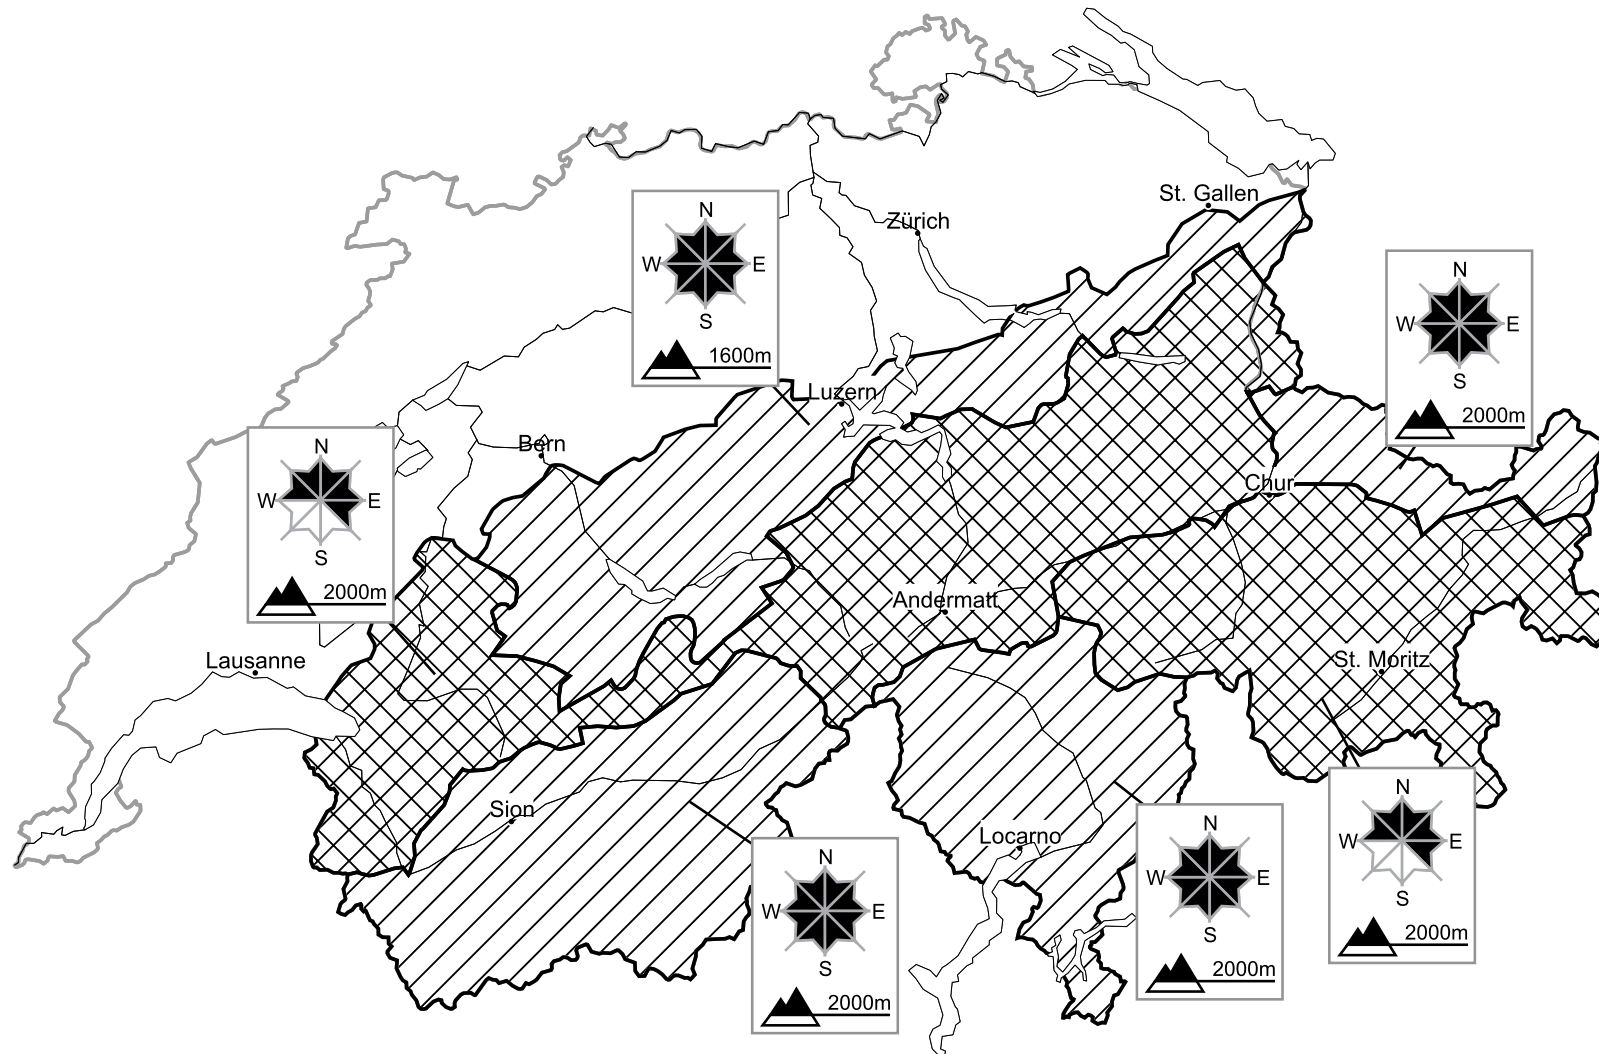 St. Gallen
Zürich
N
W E
S
1600m
N
W E
S
2000m
Luzern
Bern
N
W E
S
2000m
Chur
Andermatt
Lausanne
St. Moritz
Sion
Locarno
N
W E
S
2000m
N
W E
S
2000m
N
W E
S
2000m